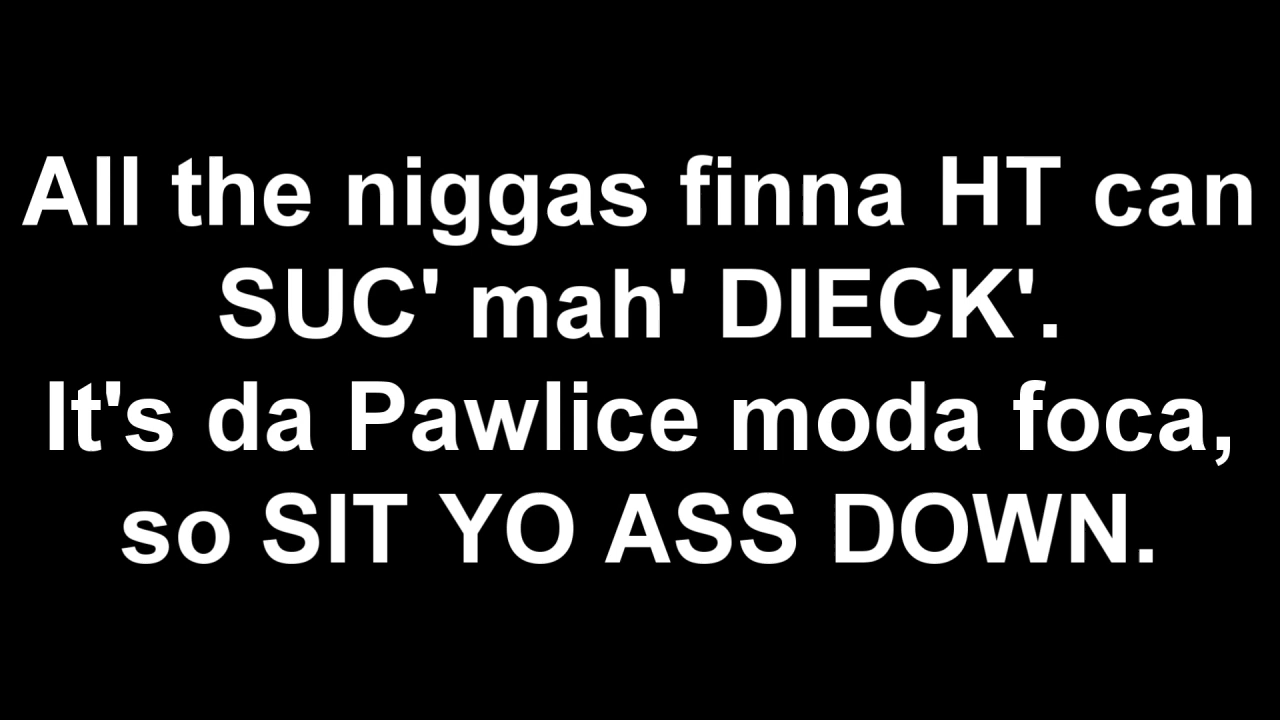 All the niggas finna HT can
SUC' mah' DIECK'.
It's da Pawlice moda foca,
so SIT YO ASS DOWN.